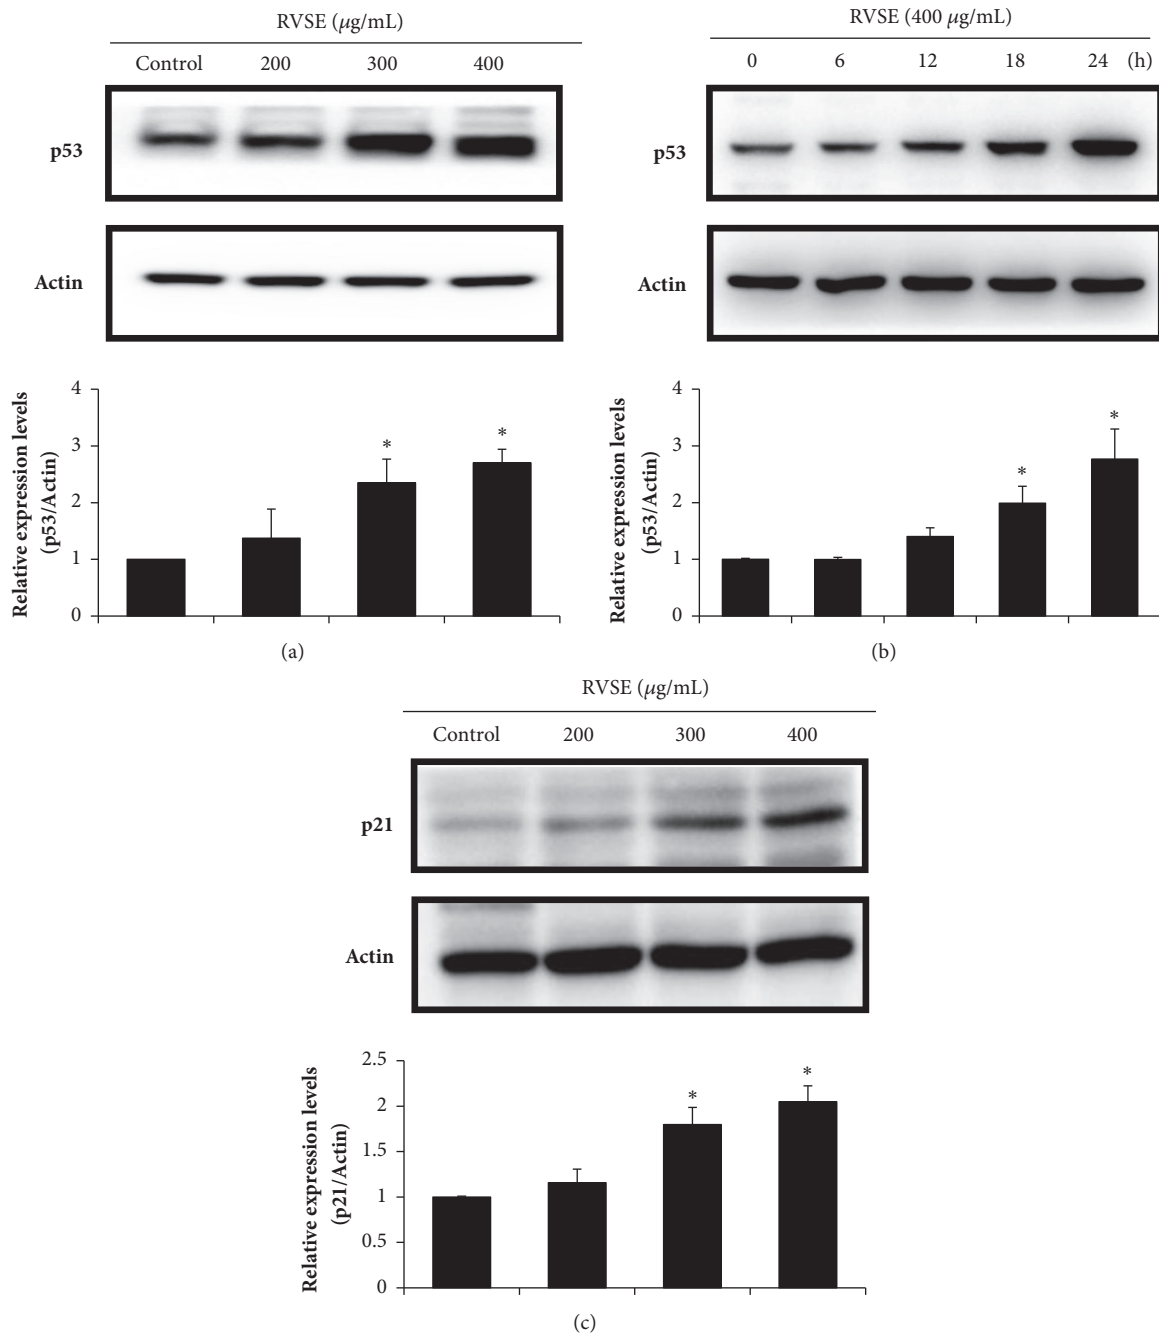 RVSE (μg/mL)
Control 200 300 400
p53
Actin
Relative expression levels
(p53/Actin)
4
3
2
1
0
* *
(a)
RVSE (400 μg/mL)
0 6 12 18 24 (h)
p53
Actin
Relative expression levels
(p53/Actin)
4
3
2
1
0
* *
(b)
RVSE (μg/mL)
Control 200 300 400
p21
Actin
Relative expression levels
(p21/Actin)
2.5
2
1.5
1
0.5
0
* *
(c)